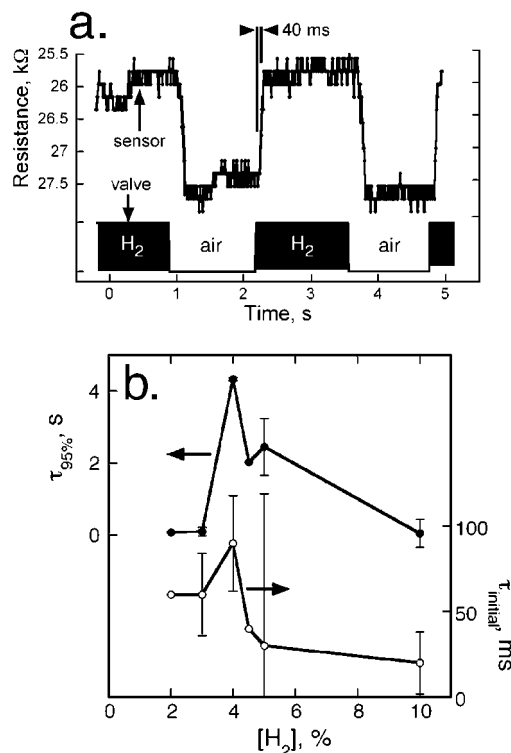 a.
40 ms
Resistance, kΩ
25.5
26
26.5
27
27.5
sensor
valve
H2
air
H2
air
0
1
2
3
4
5
Time, s
b.
τ95%, s
4
2
0
τinitial, ms
100
50
0
0
2
4
6
8
10
[H2], %